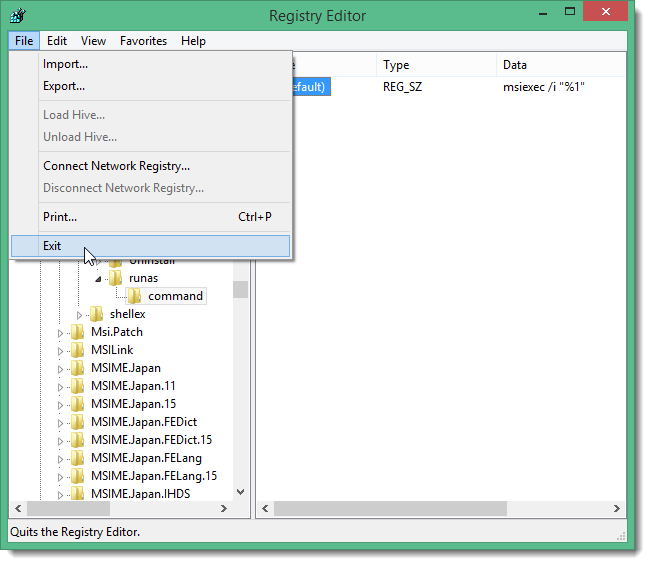 Registry Editor
File Edit View Favorites Help
Import...
Export...
Load Hive...
Unload Hive...
Connect Network Registry...
Disconnect Network Registry...
Print... Ctrl+P
Exit
Type Data
efault) REG_SZ msiexec /i "%1"
Uninstall
runas
command
shellex
Msi.Patch
MSILink
MSIME.Japan
MSIME.Japan.11
MSIME.Japan.15
MSIME.Japan.FEDict
MSIME.Japan.FEDict.15
MSIME.Japan.FELang
MSIME.Japan.FELang.15
MSIME.Japan.IHDS
Quits the Registry Editor.